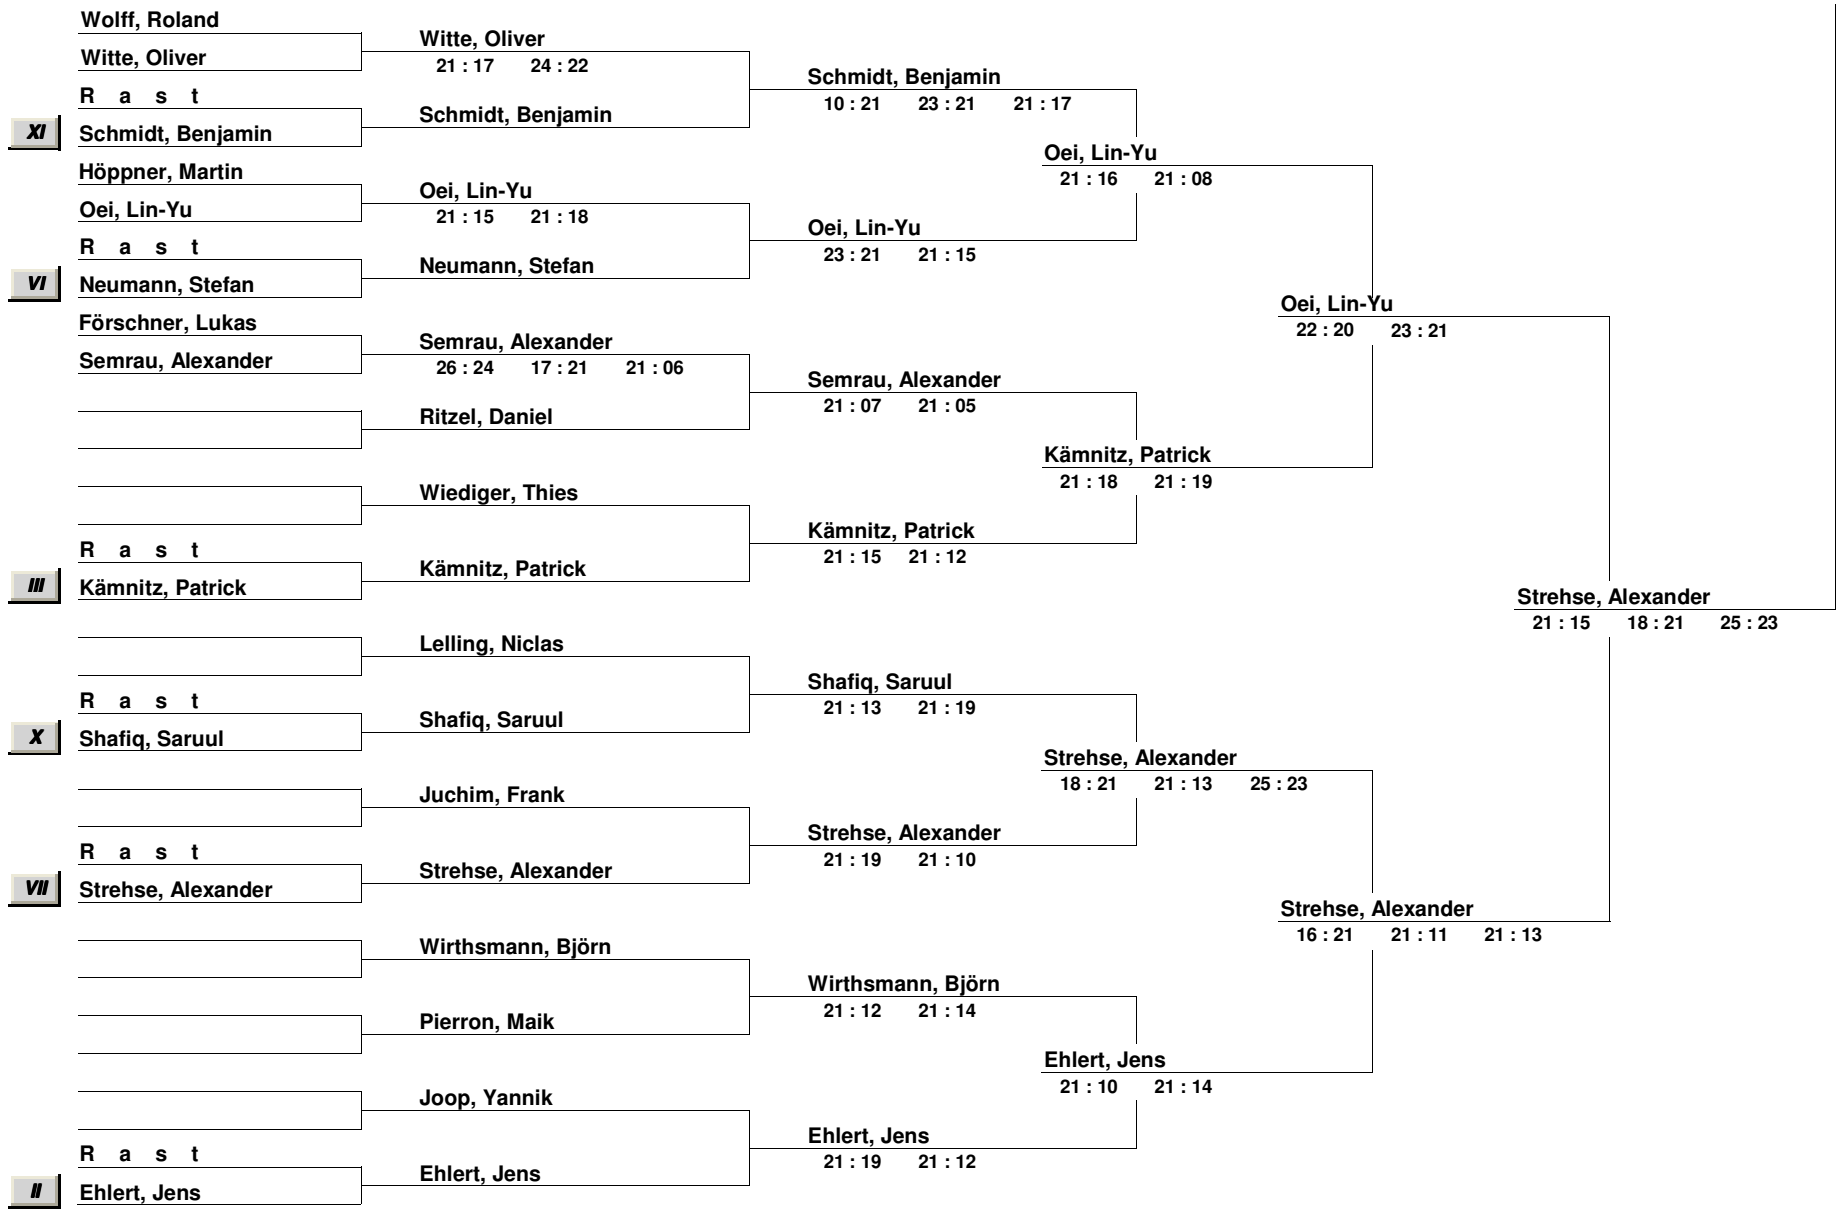 Wolff, Roland
Witte, Oliver
R a s t
XI
Schmidt, Benjamin
Höppner, Martin
Oei, Lin-Yu
R a s t
VI
Neumann, Stefan
Förschner, Lukas
Semrau, Alexander
R a s t
III
Kämnitz, Patrick
R a s t
X
Shafiq, Saruul
R a s t
VII
Strehse, Alexander
R a s t
II
Ehlert, Jens
Witte, Oliver
21 : 17 24 : 22
Schmidt, Benjamin
Oei, Lin-Yu
21 : 15 21 : 18
Neumann, Stefan
Semrau, Alexander
26 : 24 17 : 21 21 : 06
Ritzel, Daniel
Wiediger, Thies
Kämnitz, Patrick
Lelling, Niclas
Shafiq, Saruul
Juchim, Frank
Strehse, Alexander
Wirthsmann, Björn
Pierron, Maik
Joop, Yannik
Ehlert, Jens
Schmidt, Benjamin
10 : 21 23 : 21 21 : 17
Oei, Lin-Yu
23 : 21 21 : 15
Semrau, Alexander
21 : 07 21 : 05
Kämnitz, Patrick
21 : 15 21 : 12
Shafiq, Saruul
21 : 13 21 : 19
Strehse, Alexander
21 : 19 21 : 10
Wirthsmann, Björn
21 : 12 21 : 14
Ehlert, Jens
21 : 19 21 : 12
Oei, Lin-Yu
21 : 16 21 : 08
Kämnitz, Patrick
21 : 18 21 : 19
Strehse, Alexander
18 : 21 21 : 13 25 : 23
Ehlert, Jens
21 : 10 21 : 14
Oei, Lin-Yu
22 : 20 23 : 21
Strehse, Alexander
16 : 21 21 : 11 21 : 13
Strehse, Alexander
21 : 15 18 : 21 25 : 23